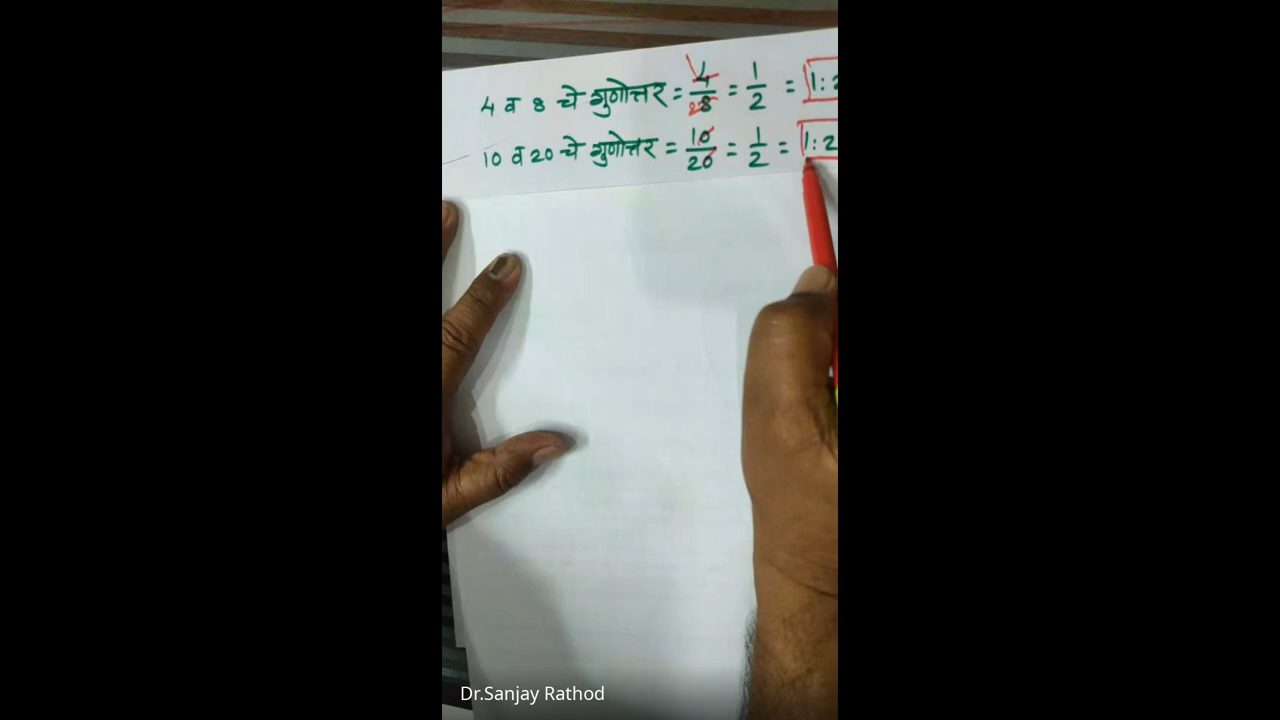 4 व 8 चे गुणोत्तर = 4/8 = 1/2 = 1:2
10 व 20 चे गुणोत्तर = 10/20 = 1/2 = 1:2
Dr.Sanjay Rathod